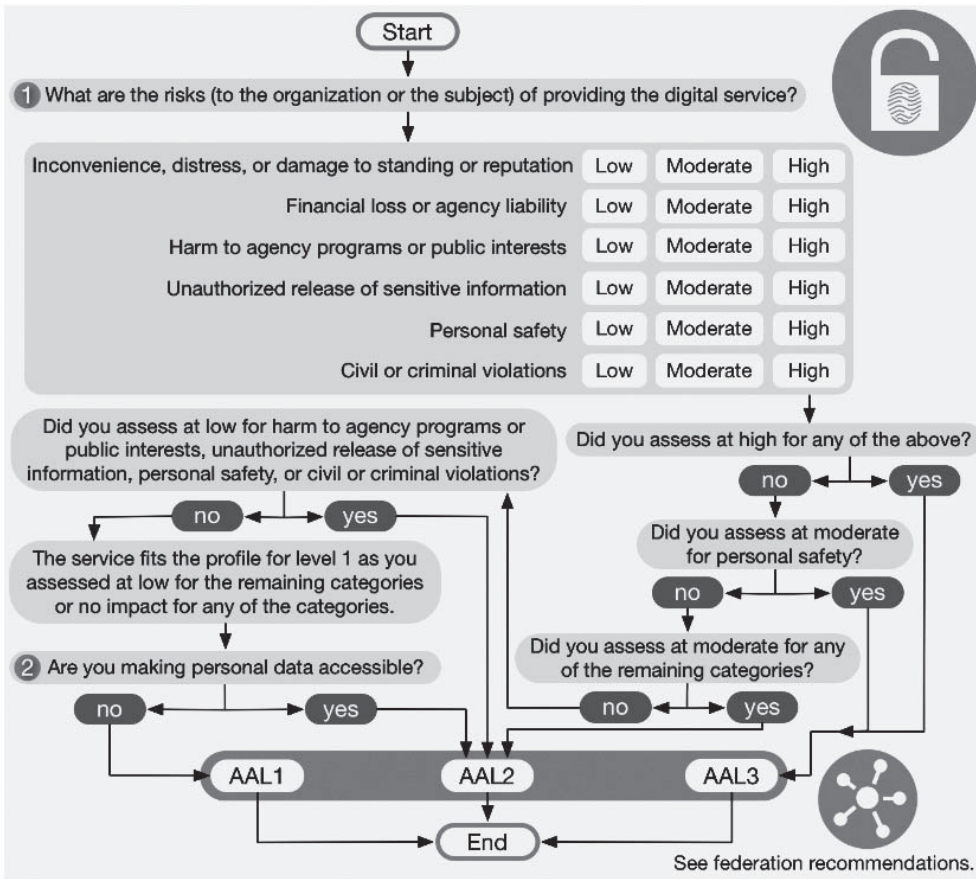 Start
1 What are the risks (to the organization or the subject) of providing the digital service?
Inconvenience, distress, or damage to standing or reputation Low Moderate High
Financial loss or agency liability Low Moderate High
Harm to agency programs or public interests Low Moderate High
Unauthorized release of sensitive information Low Moderate High
Personal safety Low Moderate High
Civil or criminal violations Low Moderate High
Did you assess at high for any of the above?
no yes
Did you assess at moderate
for personal safety?
no yes
Did you assess at moderate for any
of the remaining categories?
no yes
Did you assess at low for harm to agency programs or
public interests, unauthorized release of sensitive
information, personal safety, or civil or criminal violations?
no yes
The service fits the profile for level 1 as you
assessed at low for the remaining categories
or no impact for any of the categories.
2 Are you making personal data accessible?
no yes
AAL1 AAL2 AAL3
End
See federation recommendations.